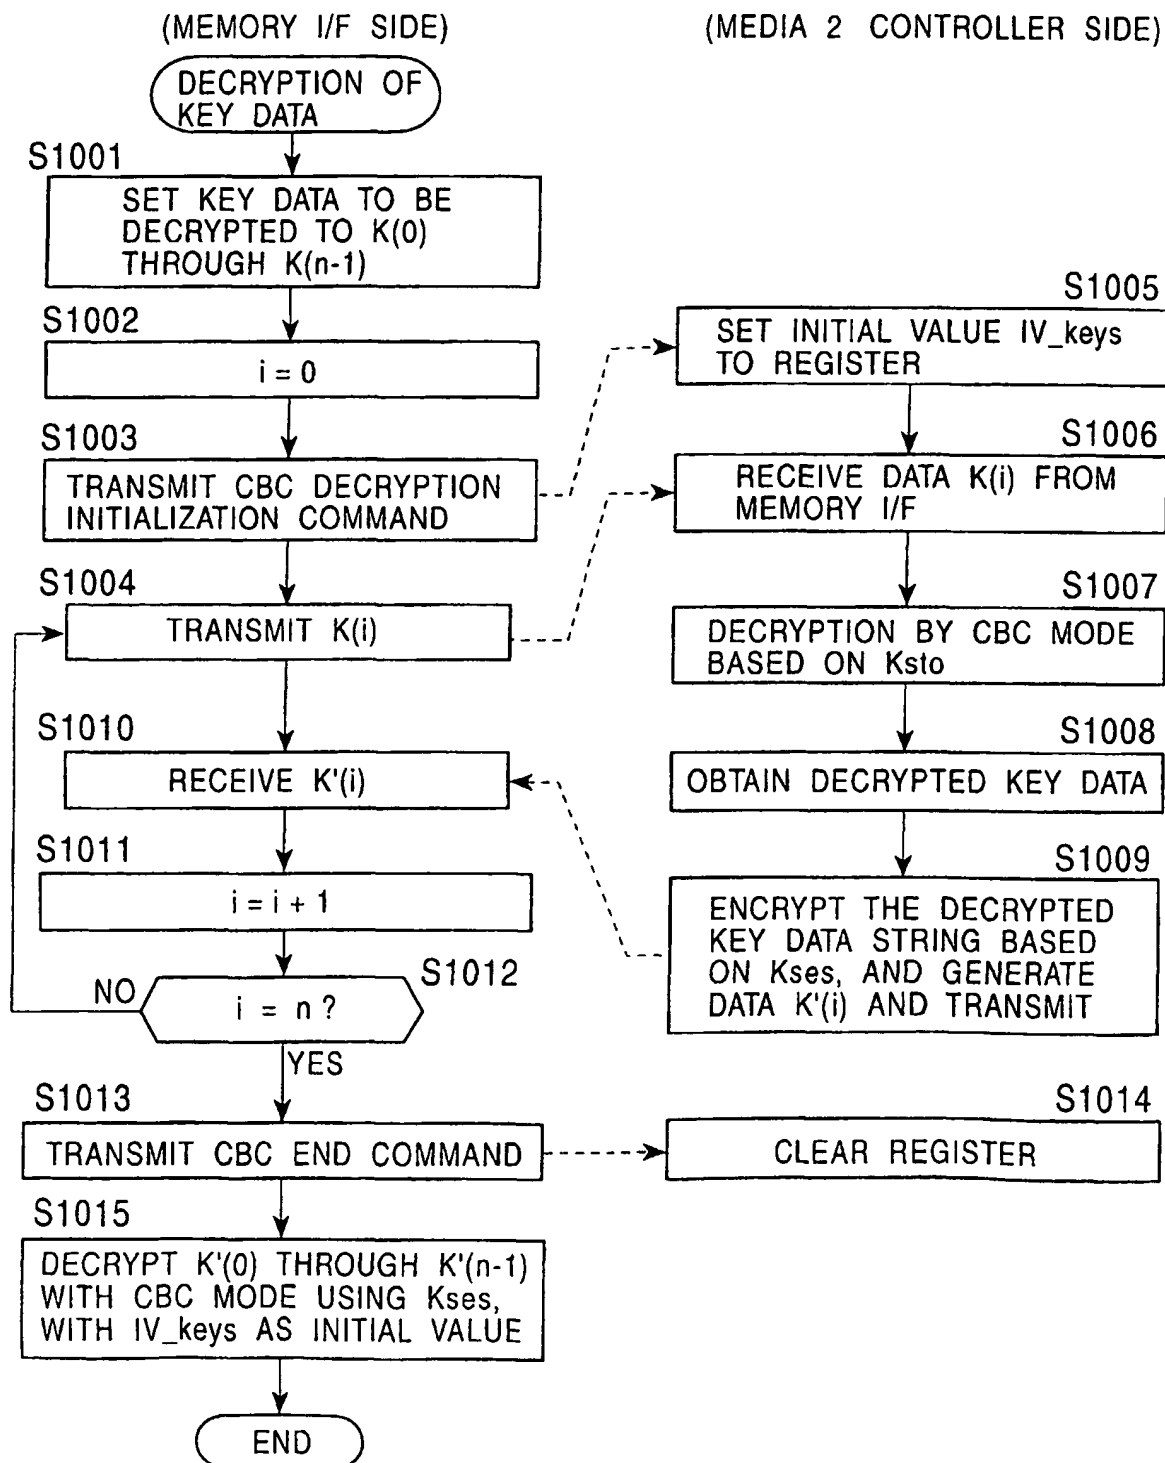 (MEMORY I/F SIDE)
(MEDIA 2 CONTROLLER SIDE)
DECRYPTION OF
KEY DATA
S1001
SET KEY DATA TO BE
DECRYPTED TO K(0)
THROUGH K(n-1)
S1002
i = 0
S1003
TRANSMIT CBC DECRYPTION
INITIALIZATION COMMAND
S1004
TRANSMIT K(i)
S1005
SET INITIAL VALUE IV_keys
TO REGISTER
S1006
RECEIVE DATA K(i) FROM
MEMORY I/F
S1007
DECRYPTION BY CBC MODE
BASED ON Ksto
S1008
OBTAIN DECRYPTED KEY DATA
S1009
ENCRYPT THE DECRYPTED
KEY DATA STRING BASED
ON Kses, AND GENERATE
DATA K'(i) AND TRANSMIT
S1010
RECEIVE K'(i)
S1011
i = i + 1
S1012
NO
i = n ?
YES
S1013
TRANSMIT CBC END COMMAND
S1014
CLEAR REGISTER
S1015
DECRYPT K'(0) THROUGH K'(n-1)
WITH CBC MODE USING Kses,
WITH IV_keys AS INITIAL VALUE
END